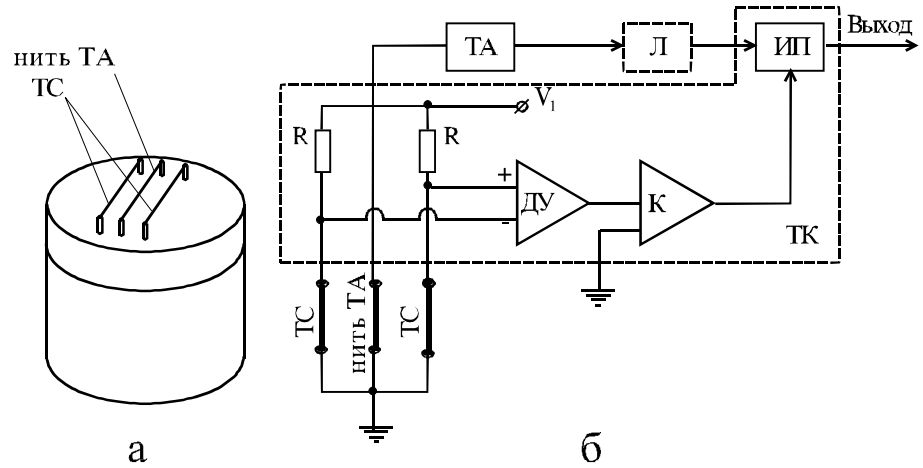 нить ТА
ТС
а
ТА
Л
ИП
Выход
V₁
R
R
+
ДУ
-
К
ТК
ТС
нить ТА
ТС
б